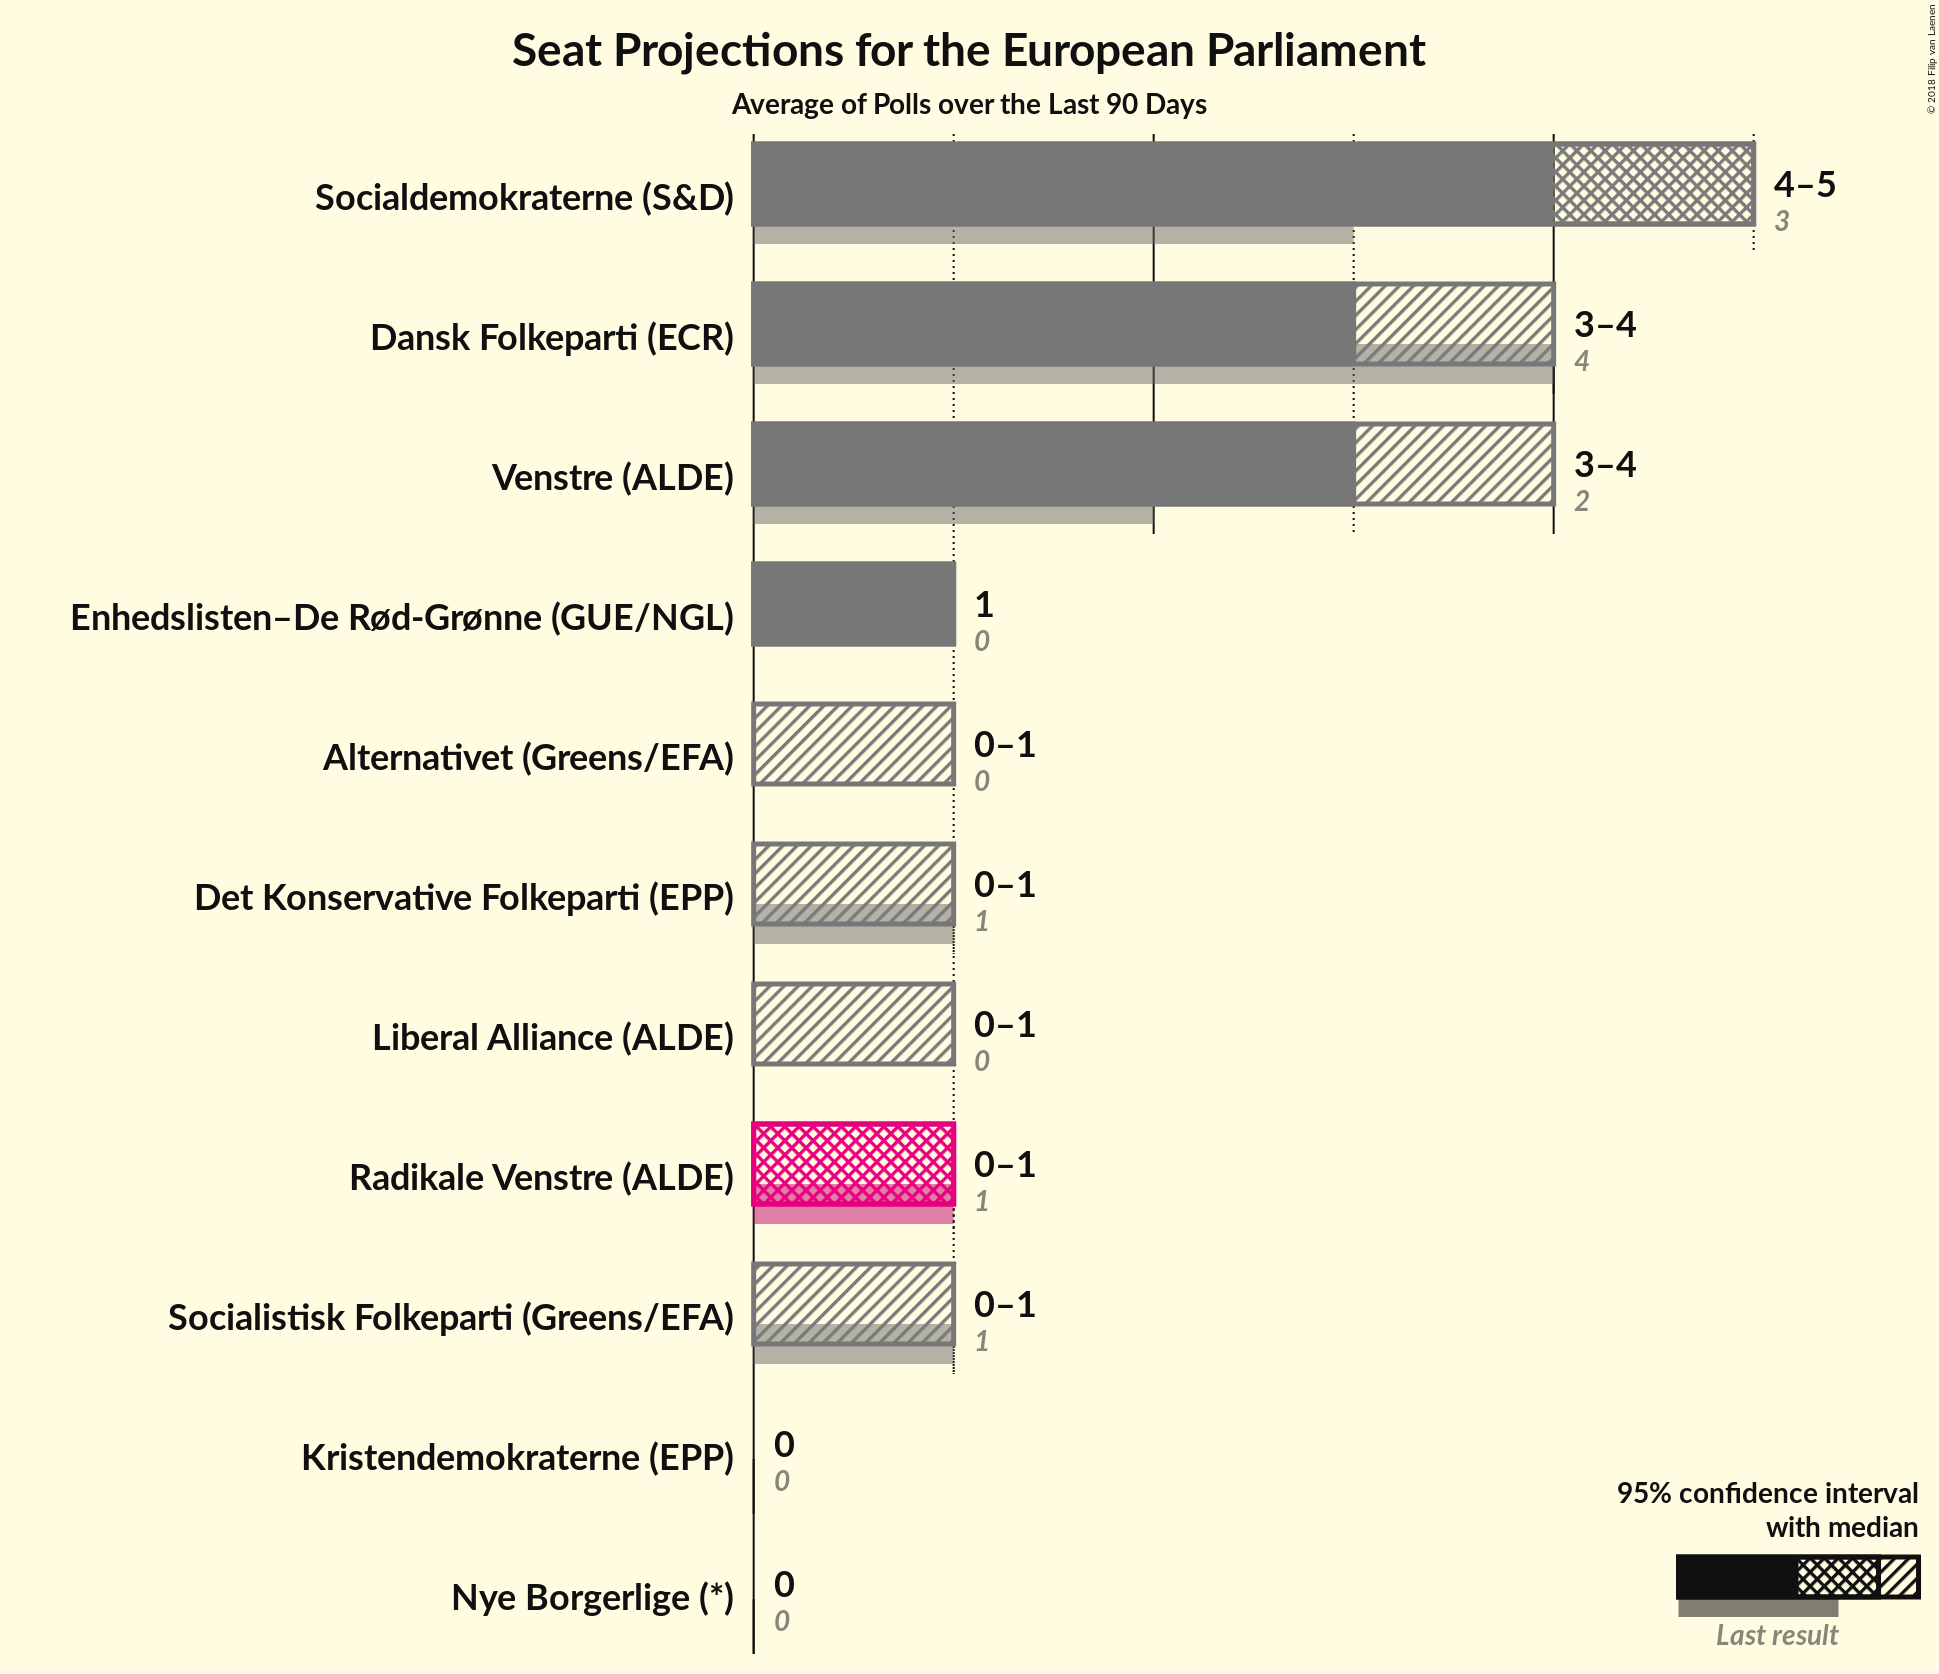 Seat Projections for the European Parliament
Average of Polls over the Last 90 Days
© 2018 Filip van Laenen
Socialdemokraterne (S&D)
4–5
3
Dansk Folkeparti (ECR)
3–4
4
Venstre (ALDE)
3–4
2
Enhedslisten–De Rød-Grønne (GUE/NGL)
1
0
Alternativet (Greens/EFA)
0–1
0
Det Konservative Folkeparti (EPP)
0–1
1
Liberal Alliance (ALDE)
0–1
0
Radikale Venstre (ALDE)
0–1
1
Socialistisk Folkeparti (Greens/EFA)
0–1
1
Kristendemokraterne (EPP)
0
0
Nye Borgerlige (*)
0
0
95% confidence interval
with median
Last result